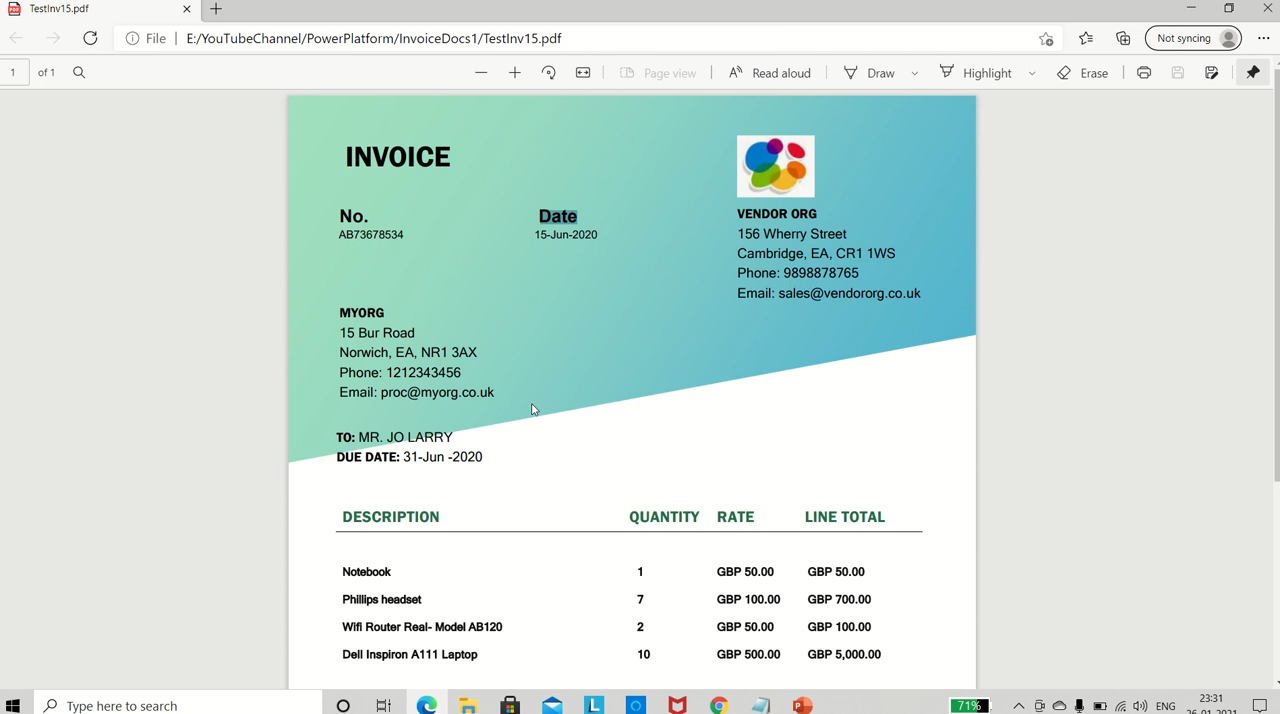 TestInv15.pdf
File | E:/YouTubeChannel/PowerPlatform/InvoiceDocs1/TestInv15.pdf
Not syncing
1 of 1
Page view
Read aloud
Draw
Highlight
Erase
INVOICE
No.
AB73678534
Date
15-Jun-2020
VENDOR ORG
156 Wherry Street
Cambridge, EA, CR1 1WS
Phone: 9898878765
Email: sales@vendororg.co.uk
MYORG
15 Bur Road
Norwich, EA, NR1 3AX
Phone: 1212343456
Email: proc@myorg.co.uk
TO: MR. JO LARRY
DUE DATE: 31-Jun -2020
DESCRIPTION QUANTITY RATE LINE TOTAL
Notebook 1 GBP 50.00 GBP 50.00
Phillips headset 7 GBP 100.00 GBP 700.00
Wifi Router Real- Model AB120 2 GBP 50.00 GBP 100.00
Dell Inspiron A111 Laptop 10 GBP 500.00 GBP 5,000.00
Type here to search
71%
ENG
23:31